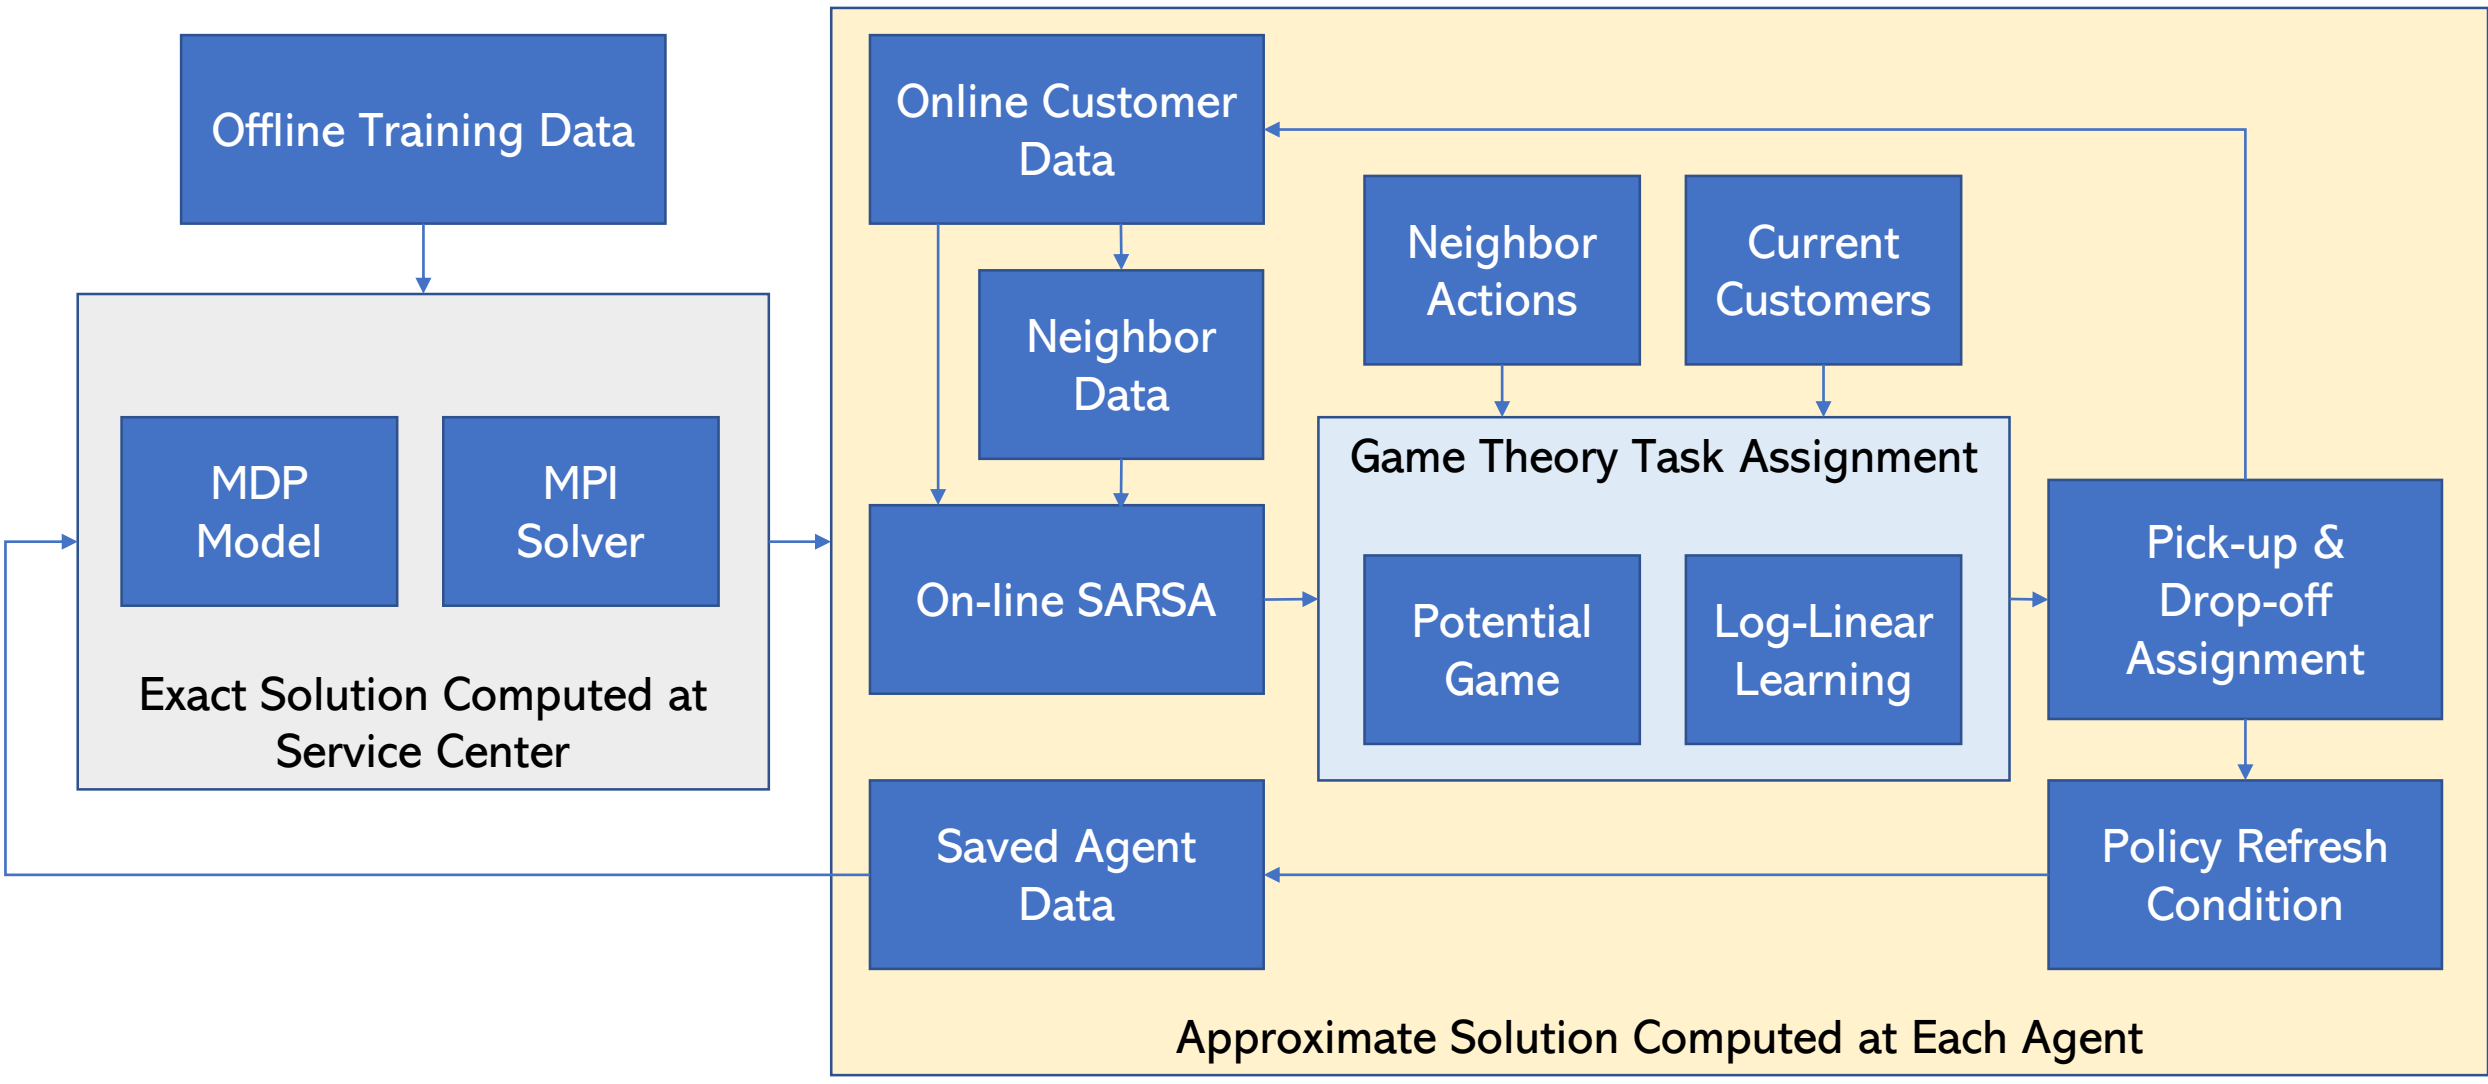 Offline Training Data
MDP
Model
MPI
Solver
Exact Solution Computed at
Service Center
Online Customer
Data
Neighbor
Data
On-line SARSA
Neighbor
Actions
Current
Customers
Game Theory Task Assignment
Potential
Game
Log-Linear
Learning
Pick-up &
Drop-off
Assignment
Policy Refresh
Condition
Saved Agent
Data
Approximate Solution Computed at Each Agent